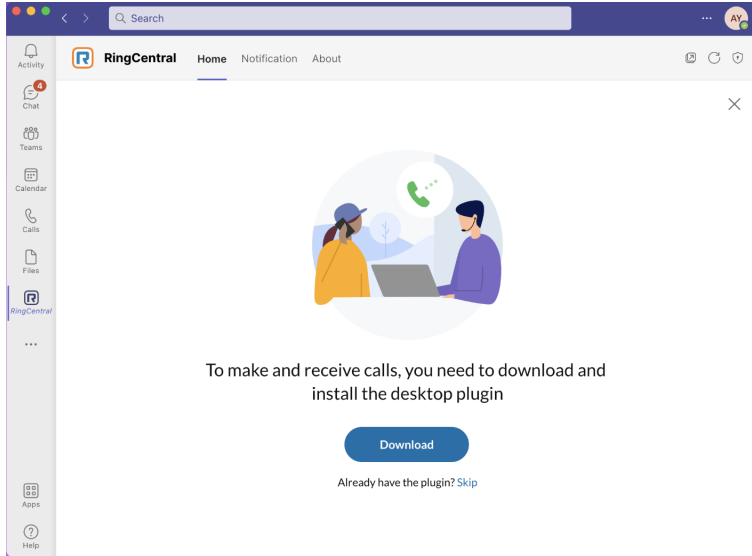 Search
AY
Activity
RingCentral Home Notification About
4
Chat
Teams
Calendar
Calls
Files
RingCentral
To make and receive calls, you need to download and
install the desktop plugin
Download
Already have the plugin? Skip
Apps
Help